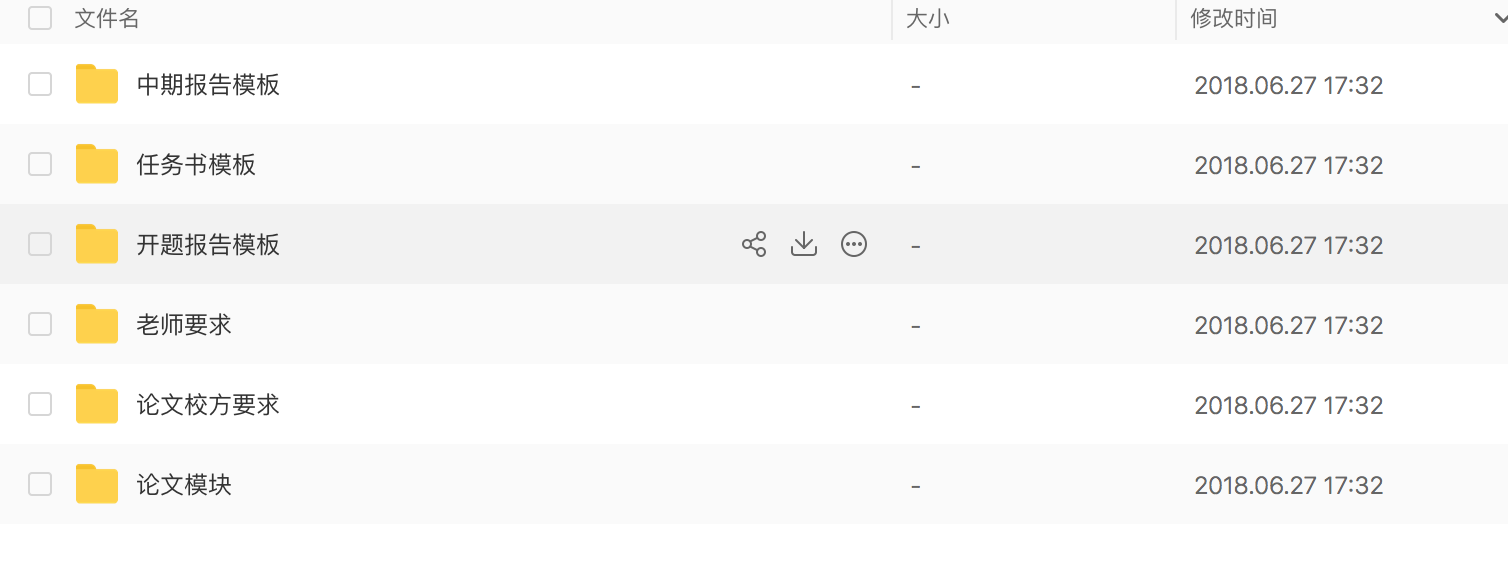 文件名 大小 修改时间
中期报告模板 - 2018.06.27 17:32
任务书模板 - 2018.06.27 17:32
开题报告模板 - 2018.06.27 17:32
老师要求 - 2018.06.27 17:32
论文校方要求 - 2018.06.27 17:32
论文模块 - 2018.06.27 17:32